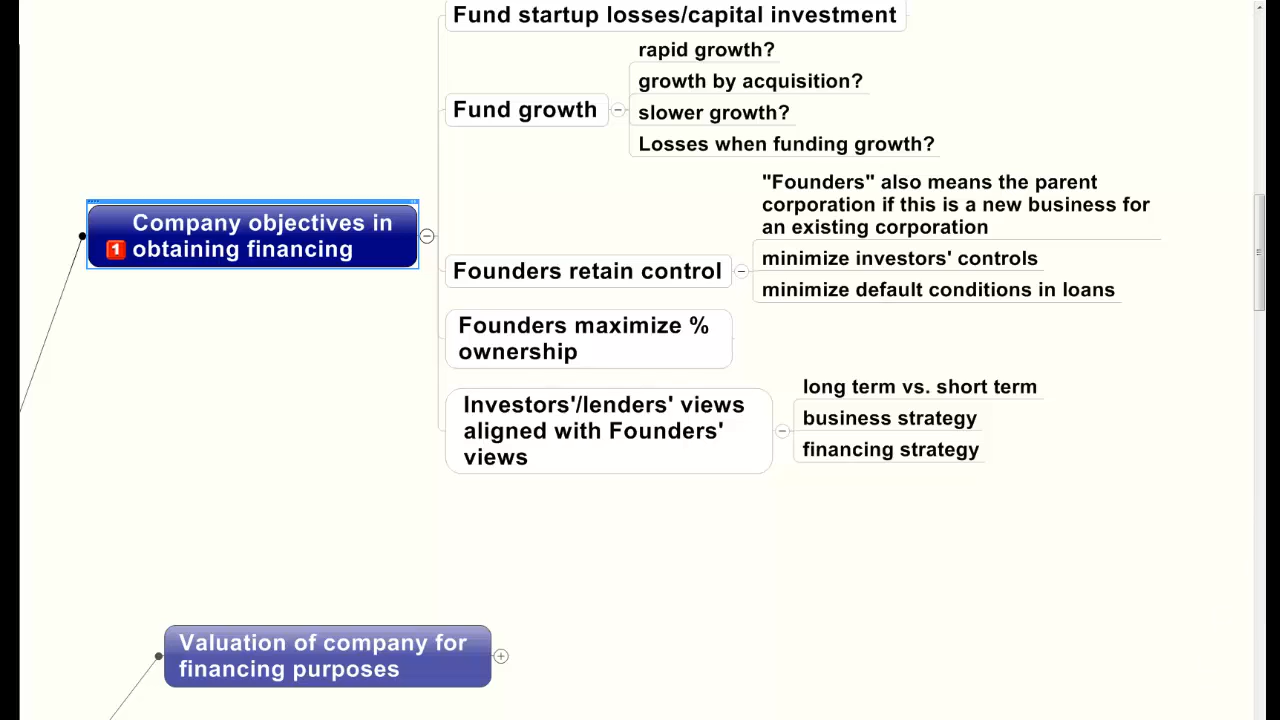 Fund startup losses/capital investment
rapid growth?
growth by acquisition?
Fund growth
slower growth?
Losses when funding growth?
"Founders" also means the parent
corporation if this is a new business for
an existing corporation
Company objectives in
1 obtaining financing
Founders retain control
minimize investors' controls
minimize default conditions in loans
Founders maximize %
ownership
Investors'/lenders' views
aligned with Founders'
views
long term vs. short term
business strategy
financing strategy
Valuation of company for
financing purposes